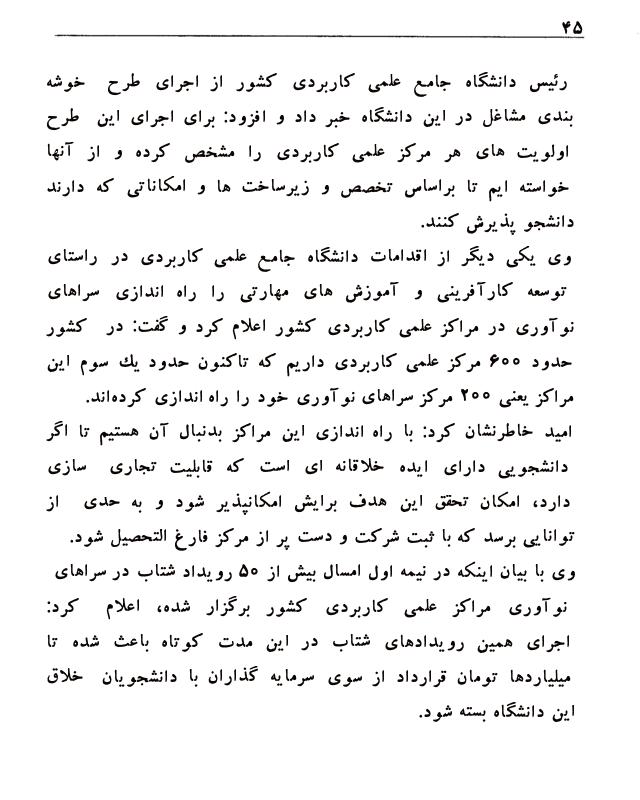 ۴۵
رئیس دانشگاه جامع علمی کاربردی کشور از اجرای طرح خوشه
بندی مشاغل در این دانشگاه خبر داد و افزود: برای اجرای این طرح
اولویت های هر مرکز علمی کاربردی را مشخص کرده و از آنها
خواسته ایم تا براساس تخصص و زیرساخت ها و امکاناتی که دارند
دانشجو پذیرش کنند.
وی یکی دیگر از اقدامات دانشگاه جامع علمی کاربردی در راستای
توسعه کارآفرینی و آموزش های مهارتی را راه اندازی سراهای
نوآوری در مراکز علمی کاربردی کشور اعلام کرد و گفت: در کشور
حدود ۶۰۰ مرکز علمی کاربردی داریم که تاکنون حدود یك سوم این
مراکز یعنی ۲۰۰ مرکز سراهای نوآوری خود را راه اندازی کرده‌اند.
امید خاطرنشان کرد: با راه اندازی این مراکز بدنبال آن هستیم تا اگر
دانشجویی دارای ایده خلاقانه ای است که قابلیت تجاری سازی
دارد، امکان تحقق این هدف برایش امکانپذیر شود و به حدی از
توانایی برسد که با ثبت شرکت و دست پر از مرکز فارغ التحصیل شود.
وی با بیان اینکه در نیمه اول امسال بیش از ۵۰ رویداد شتاب در سراهای
نوآوری مراکز علمی کاربردی کشور برگزار شده، اعلام کرد:
اجرای همین رویدادهای شتاب در این مدت کوتاه باعث شده تا
میلیاردها تومان قرارداد از سوی سرمایه گذاران با دانشجویان خلاق
این دانشگاه بسته شود.